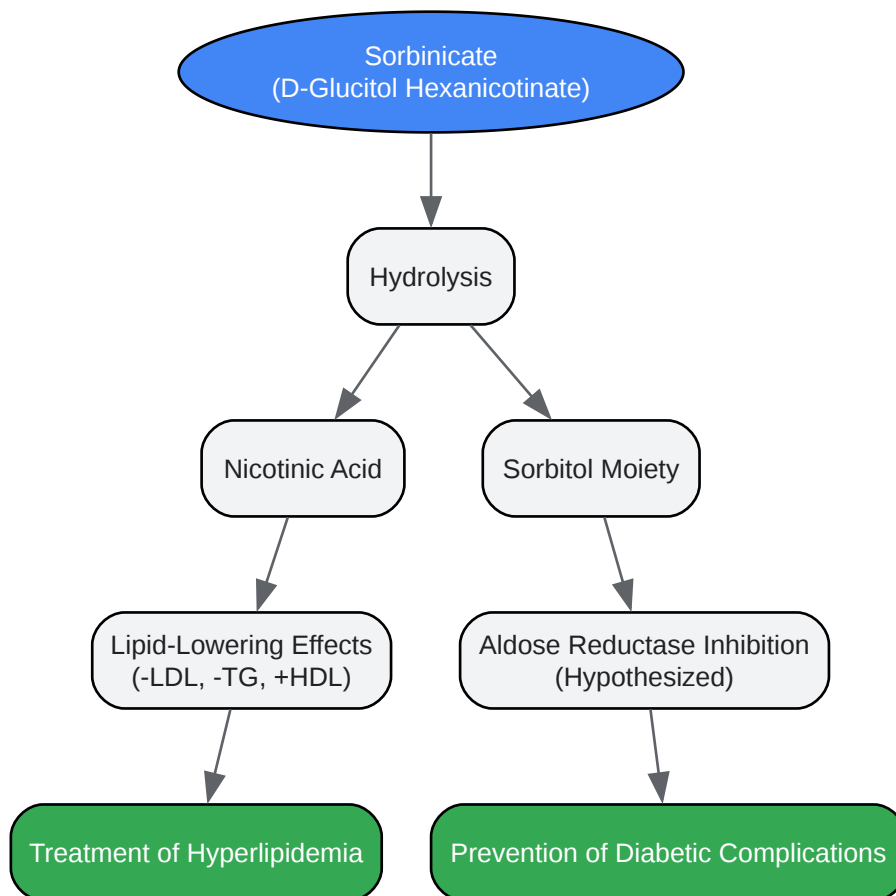 Sorbinicate
(D-Glucitol Hexanicotinate)
Hydrolysis
Nicotinic Acid
Sorbitol Moiety
Lipid-Lowering Effects
(-LDL, -TG, +HDL)
Aldose Reductase Inhibition
(Hypothesized)
Treatment of Hyperlipidemia
Prevention of Diabetic Complications